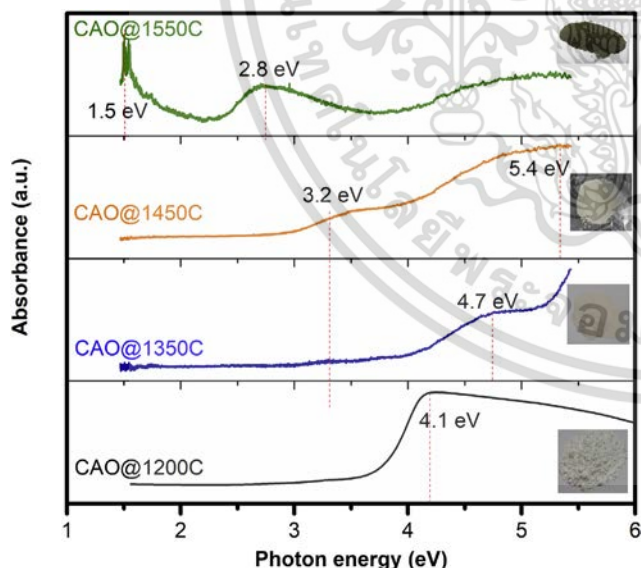 CAO@1550C
2.8 eV
1.5 eV
CAO@1450C
5.4 eV
3.2 eV
4.7 eV
CAO@1350C
4.1 eV
CAO@1200C
Absorbance (a.u.)
1 2 3 4 5 6
Photon energy (eV)